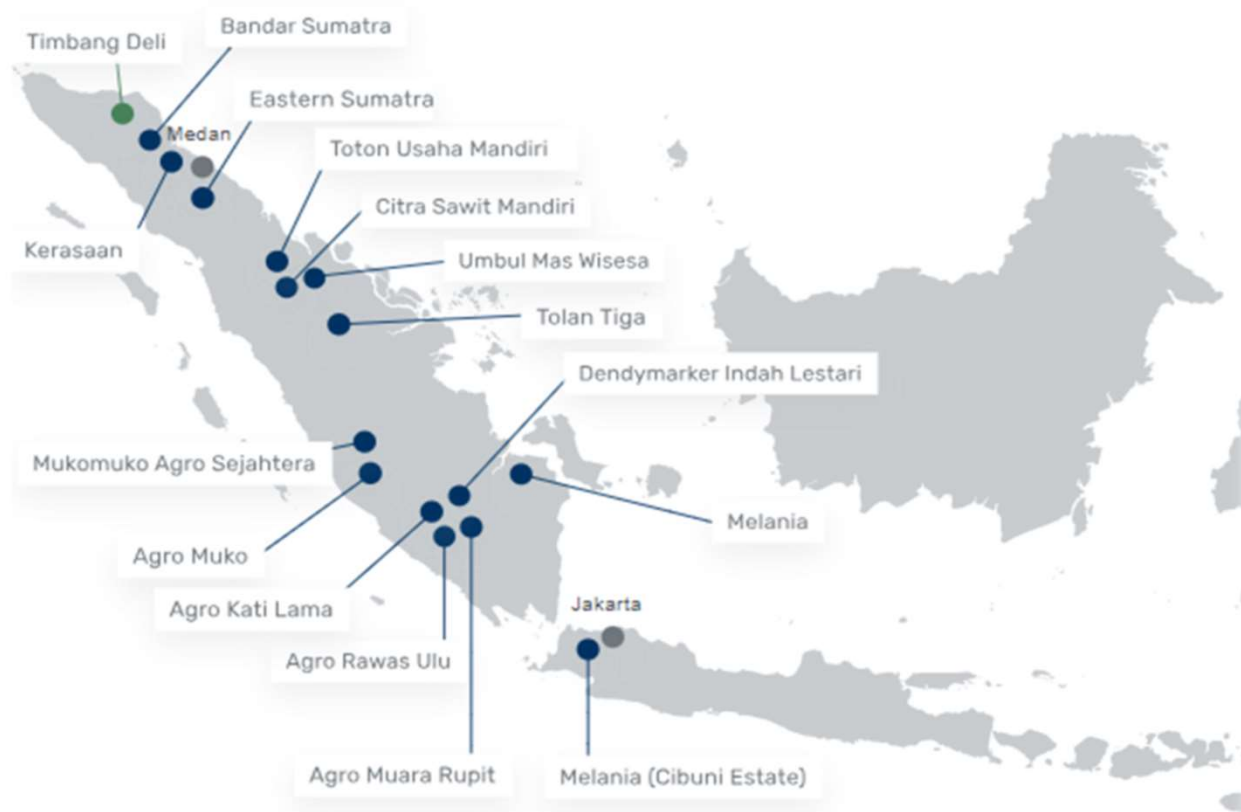 Bandar Sumatra
Timbang Deli
Eastern Sumatra
Medan
Toton Usaha Mandiri
Citra Sawit Mandiri
Kerasaan
Umbul Mas Wisesa
Tolan Tiga
Dendymarker Indah Lestari
Mukomuko Agro Sejahtera
Melania
Agro Muko
Agro Kati Lama
Jakarta
Agro Rawas Ulu
Agro Muara Rupit
Melania (Cibuni Estate)